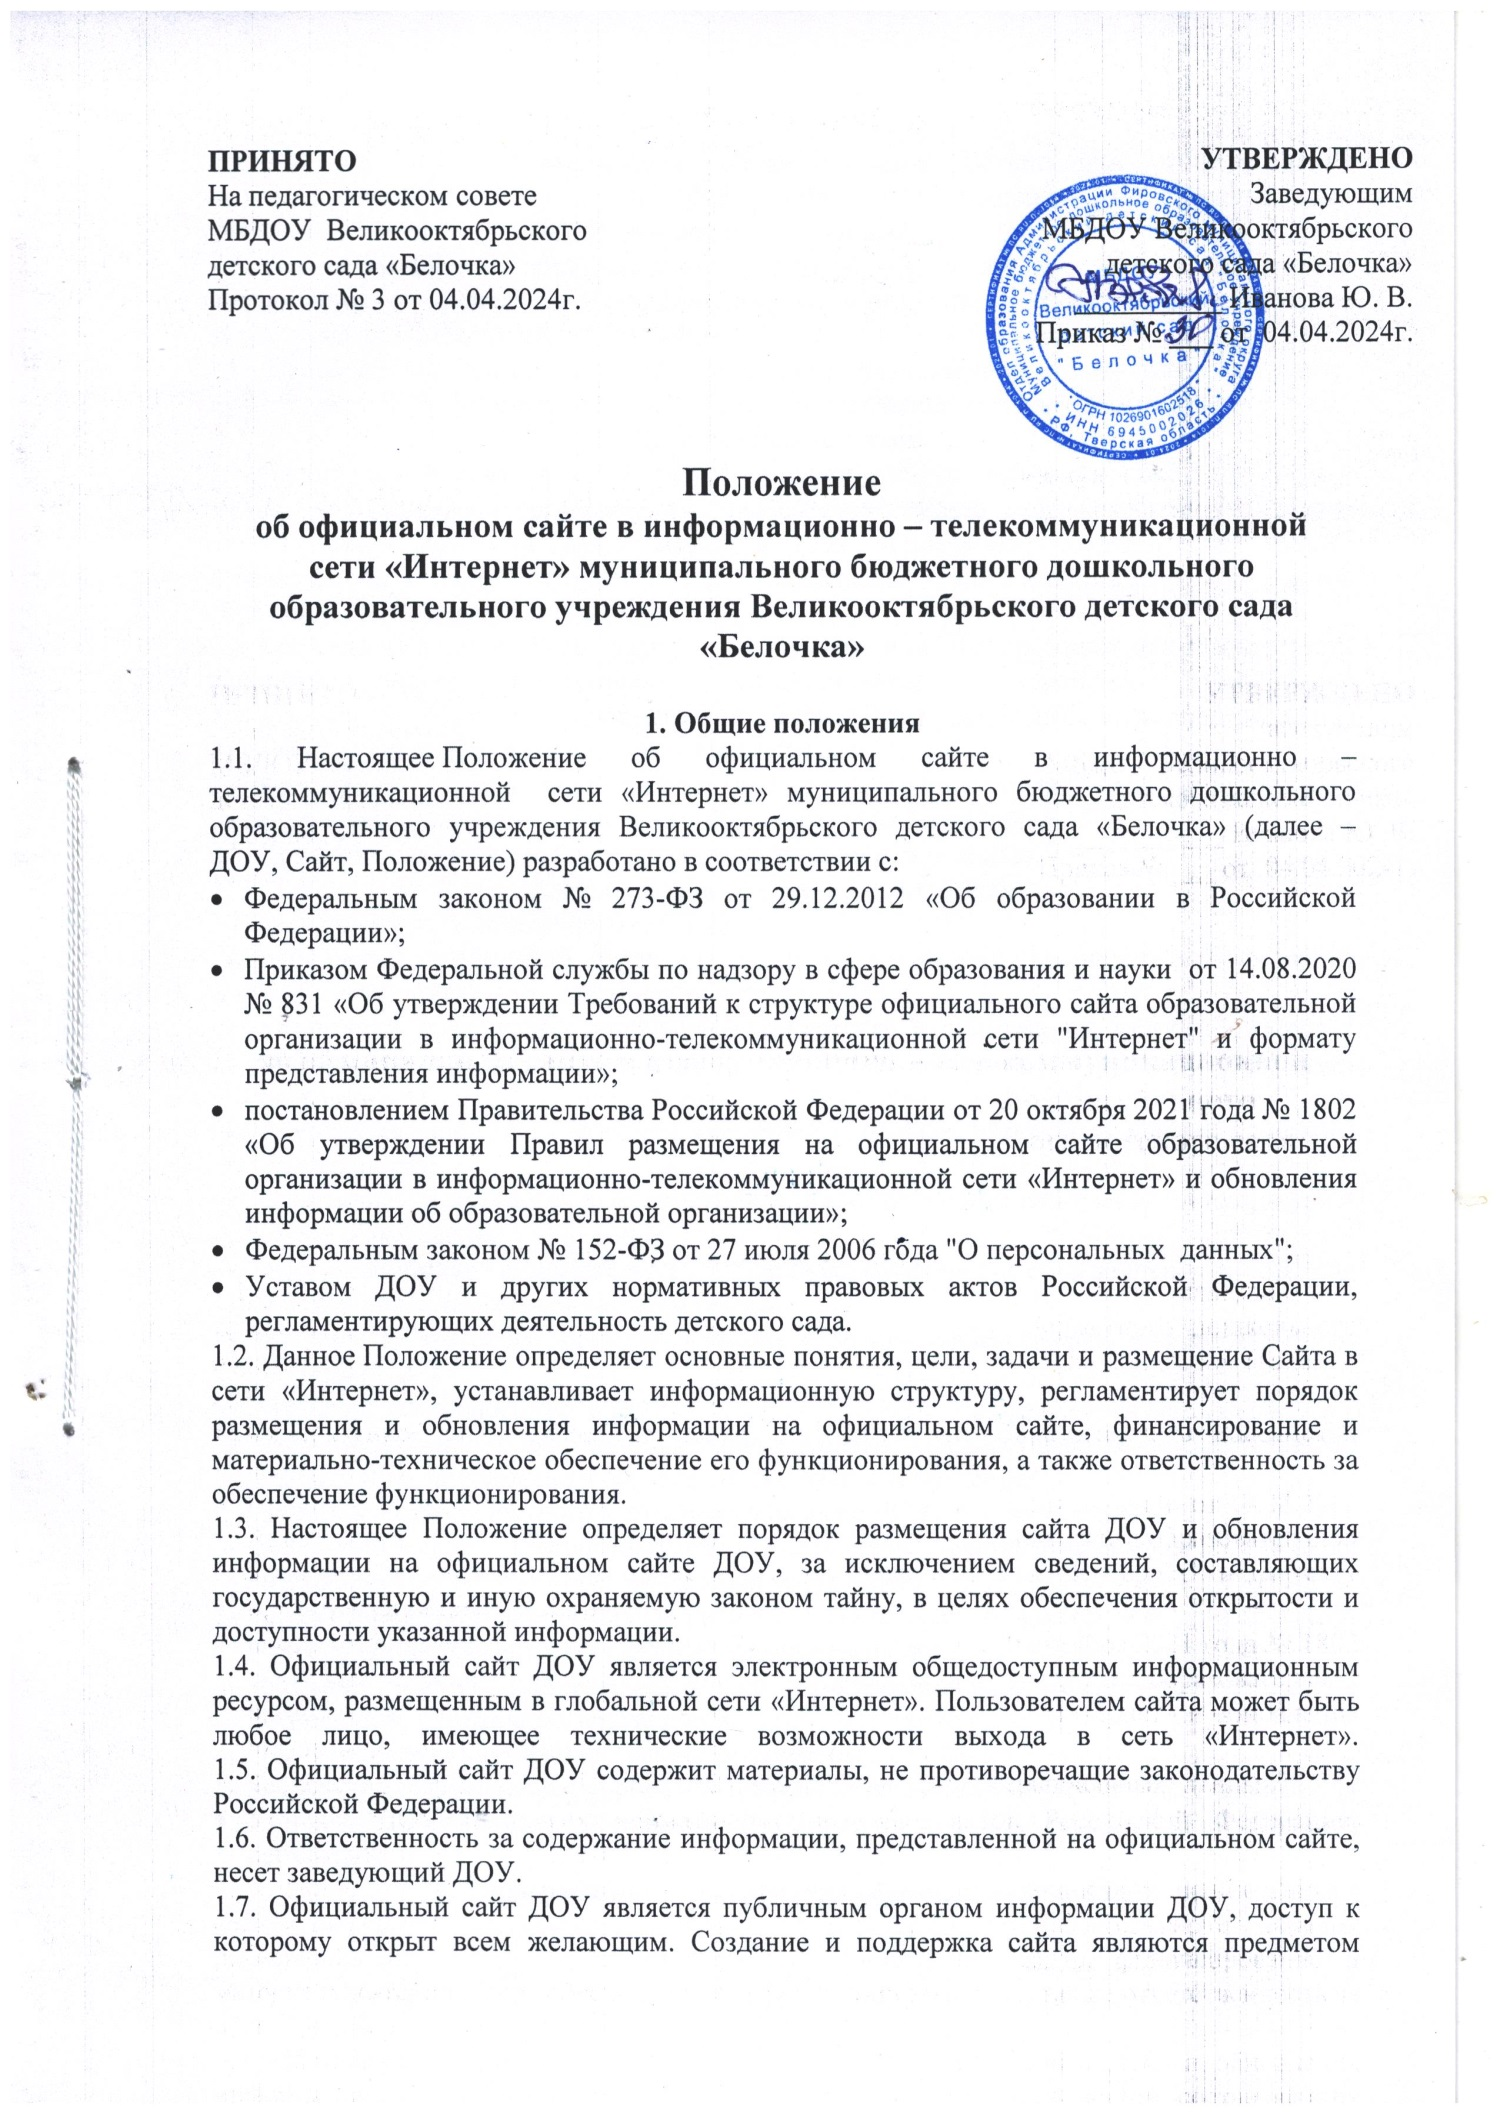 ПРИНЯТО
На педагогическом совете
МБДОУ  Великооктябрьского
детского сада «Белочка»
Протокол № 3 от 04.04.2024г.
УТВЕРЖДЕНО
Заведующим
МБДОУ Великооктябрьского
детского сада «Белочка»
Иванова Ю. В.
Приказ № 30 от  04.04.2024г.
МБДОУ
Великооктябрьский
детский сад
"Белочка"
ОГРН 1026901602518
ИНН 6945002026
РФ, Тверская область
Положение
об официальном сайте в информационно – телекоммуникационной
сети «Интернет» муниципального бюджетного дошкольного
образовательного учреждения Великооктябрьского детского сада
«Белочка»
1. Общие положения
1.1. Настоящее Положение об официальном сайте в информационно –
телекоммуникационной  сети «Интернет» муниципального бюджетного дошкольного
образовательного учреждения Великооктябрьского детского сада «Белочка» (далее –
ДОУ, Сайт, Положение) разработано в соответствии с:
• Федеральным законом № 273-ФЗ от 29.12.2012 «Об образовании в Российской
Федерации»;
• Приказом Федеральной службы по надзору в сфере образования и науки  от 14.08.2020
№ 831 «Об утверждении Требований к структуре официального сайта образовательной
организации в информационно-телекоммуникационной сети "Интернет" и формату
представления информации»;
• постановлением Правительства Российской Федерации от 20 октября 2021 года № 1802
«Об утверждении Правил размещения на официальном сайте образовательной
организации в информационно-телекоммуникационной сети «Интернет» и обновления
информации об образовательной организации»;
• Федеральным законом № 152-ФЗ от 27 июля 2006 года "О персональных  данных";
• Уставом ДОУ и других нормативных правовых актов Российской Федерации,
регламентирующих деятельность детского сада.
1.2. Данное Положение определяет основные понятия, цели, задачи и размещение Сайта в
сети «Интернет», устанавливает информационную структуру, регламентирует порядок
размещения и обновления информации на официальном сайте, финансирование и
материально-техническое обеспечение его функционирования, а также ответственность за
обеспечение функционирования.
1.3. Настоящее Положение определяет порядок размещения сайта ДОУ и обновления
информации на официальном сайте ДОУ, за исключением сведений, составляющих
государственную и иную охраняемую законом тайну, в целях обеспечения открытости и
доступности указанной информации.
1.4. Официальный сайт ДОУ является электронным общедоступным информационным
ресурсом, размещенным в глобальной сети «Интернет». Пользователем сайта может быть
любое лицо, имеющее технические возможности выхода в сеть «Интернет».
1.5. Официальный сайт ДОУ содержит материалы, не противоречащие законодательству
Российской Федерации.
1.6. Ответственность за содержание информации, представленной на официальном сайте,
несет заведующий ДОУ.
1.7. Официальный сайт ДОУ является публичным органом информации ДОУ, доступ к
которому открыт всем желающим. Создание и поддержка сайта являются предметом